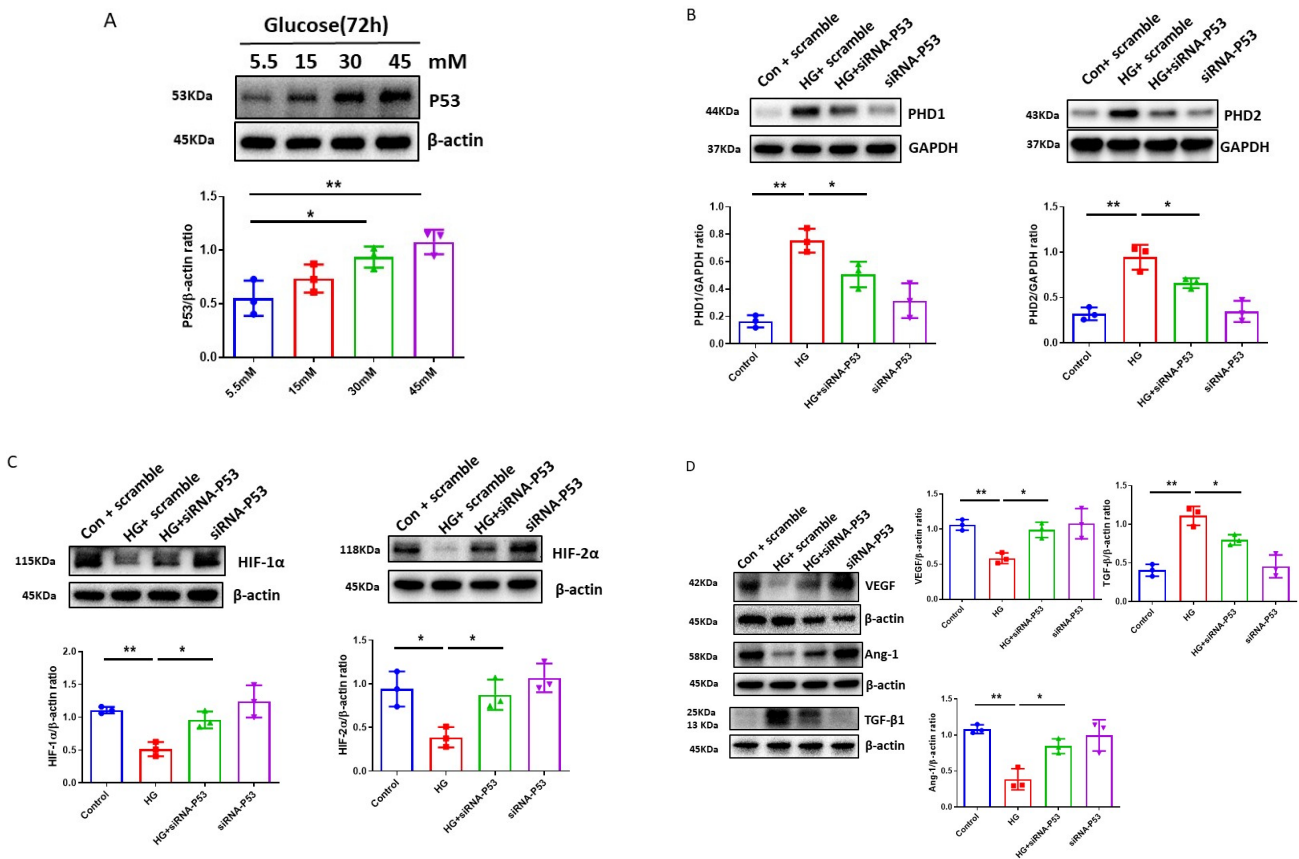 A
Glucose(72h)
5.5 15 30 45 mM
53KDa P53
45KDa β-actin
**
*
P53/β-actin ratio
1.5
1.0
0.5
0.0
5.5mM 15mM 30mM 45mM
B
Con + scramble HG+ scramble HG+siRNA-P53 siRNA-P53
44KDa PHD1
37KDa GAPDH
** *
PHD1/GAPDH ratio
1.0
0.8
0.6
0.4
0.2
0.0
Control HG HG+siRNA-P53 siRNA-P53
Con + scramble HG+ scramble HG+siRNA-P53 siRNA-P53
43KDa PHD2
37KDa GAPDH
** *
PHD2/GAPDH ratio
1.5
1.0
0.5
0.0
Control HG HG+siRNA-P53 siRNA-P53
C
Con + scramble HG+ scramble HG+siRNA-P53 siRNA-P53
115KDa HIF-1α
45KDa β-actin
** *
HIF-1α/β-actin ratio
2.0
1.5
1.0
0.5
0.0
Control HG HG+siRNA-P53 siRNA-P53
Con + scramble HG+ scramble HG+siRNA-P53 siRNA-P53
118KDa HIF-2α
45KDa β-actin
* *
HIF-2α/β-actin ratio
1.5
1.0
0.5
0.0
Control HG HG+siRNA-P53 siRNA-P53
D
Con + scramble HG+ scramble HG+siRNA-P53 siRNA-P53
42KDa VEGF
45KDa β-actin
58KDa Ang-1
45KDa β-actin
25KDa TGF-β1
13 KDa
45KDa β-actin
** *
VEGF/β-actin ratio
1.5
1.0
0.5
0.0
Control HG HG+siRNA-P53 siRNA-P53
** *
TGF-β/β-actin ratio
1.5
1.0
0.5
0.0
Control HG HG+siRNA-P53 siRNA-P53
** *
Ang-1/β-actin ratio
1.5
1.0
0.5
0.0
Control HG HG+siRNA-P53 siRNA-P53